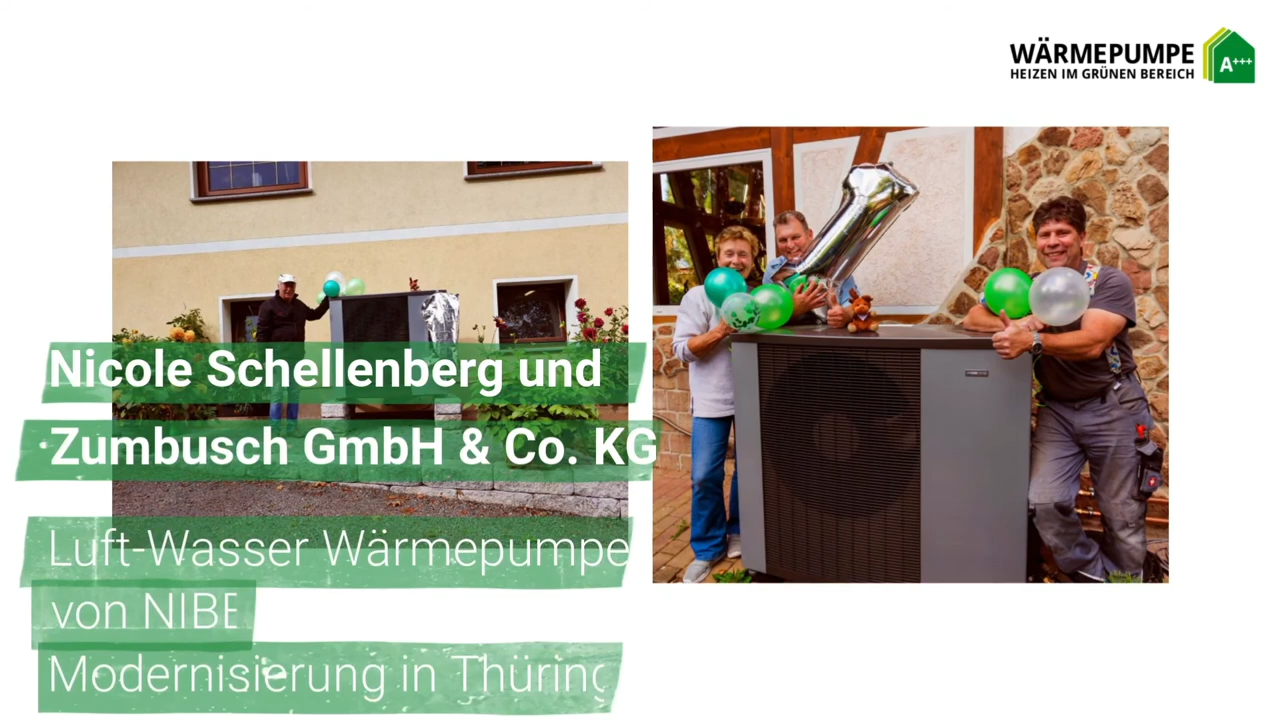 WÄRMEPUMPE
HEIZEN IM GRÜNEN BEREICH
A+++
Nicole Schellenberg und
Zumbusch GmbH & Co. KG
Luft-Wasser Wärmepumpe
von NIBE
Modernisierung in Thüring